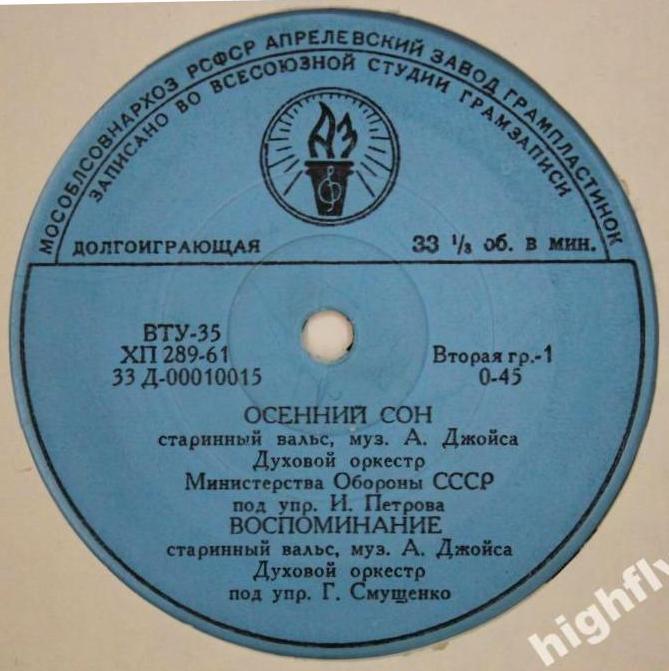 МОСОБЛСОВНАРХОЗ РСФСР АПРЕЛЕВСКИЙ ЗАВОД ГРАМПЛАСТИНОК
ЗАПИСАНО ВО ВСЕСОЮЗНОЙ СТУДИИ ГРАМЗАПИСИ
АЗ
ДОЛГОИГРАЮЩАЯ 33 1/3 об. в мин.
ВТУ-35
ХП 289-61 Вторая гр.-1
33 Д-00010015 0-45
ОСЕННИЙ СОН
старинный вальс, муз. А. Джойса
Духовой оркестр
Министерства Обороны СССР
под упр. И. Петрова
ВОСПОМИНАНИЕ
старинный вальс, муз. А. Джойса
Духовой оркестр
под упр. Г. Смущенко
highfly